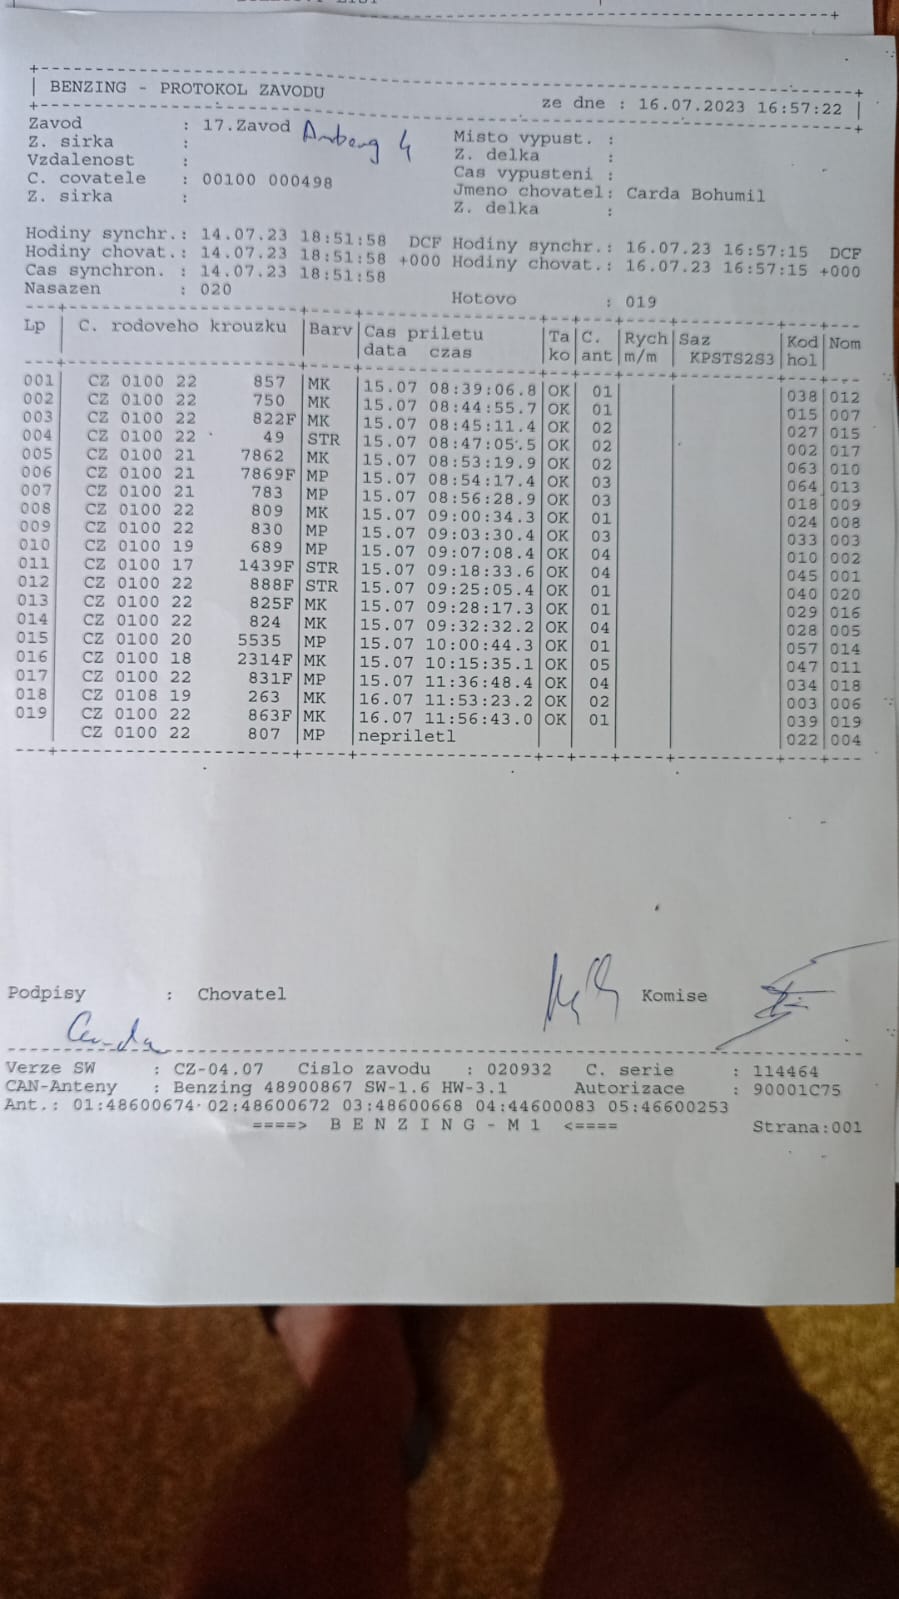 BENZING - PROTOKOL ZAVODU
ze dne : 16.07.2023 16:57:22
Zavod : 17.Zavod Amberg 4 Misto vypust. :
Z. sirka : Z. delka :
Vzdalenost : Cas vypusteni :
C. covatele : 00100 000498 Jmeno chovatel: Carda Bohumil
Z. sirka : Z. delka :
Hodiny synchr.: 14.07.23 18:51:58 DCF Hodiny synchr.: 16.07.23 16:57:15 DCF
Hodiny chovat.: 14.07.23 18:51:58 +000 Hodiny chovat.: 16.07.23 16:57:15 +000
Cas synchron. : 14.07.23 18:51:58
Nasazen : 020 Hotovo : 019
Lp | C. rodoveho krouzku | Barv | Cas priletu | Ta | C. | Rych | Saz | Kod | Nom
data czas | ko | ant | m/m | KPSTS2S3 | hol
001 | CZ 0100 22 857 | MK | 15.07 08:39:06.8 | OK | 01 | 038 | 012
002 | CZ 0100 22 750 | MK | 15.07 08:44:55.7 | OK | 01 | 015 | 007
003 | CZ 0100 22 822F | MK | 15.07 08:45:11.4 | OK | 02 | 027 | 015
004 | CZ 0100 22 49 | STR | 15.07 08:47:05.5 | OK | 02 | 002 | 017
005 | CZ 0100 21 7862 | MK | 15.07 08:53:19.9 | OK | 02 | 063 | 010
006 | CZ 0100 21 7869F | MP | 15.07 08:54:17.4 | OK | 03 | 064 | 013
007 | CZ 0100 21 783 | MP | 15.07 08:56:28.9 | OK | 03 | 018 | 009
008 | CZ 0100 22 809 | MK | 15.07 09:00:34.3 | OK | 01 | 024 | 008
009 | CZ 0100 22 830 | MP | 15.07 09:03:30.4 | OK | 03 | 033 | 003
010 | CZ 0100 19 689 | MP | 15.07 09:07:08.4 | OK | 04 | 010 | 002
011 | CZ 0100 17 1439F | STR | 15.07 09:18:33.6 | OK | 04 | 045 | 001
012 | CZ 0100 22 888F | STR | 15.07 09:25:05.4 | OK | 01 | 040 | 020
013 | CZ 0100 22 825F | MK | 15.07 09:28:17.3 | OK | 01 | 029 | 016
014 | CZ 0100 22 824 | MK | 15.07 09:32:32.2 | OK | 04 | 028 | 005
015 | CZ 0100 20 5535 | MP | 15.07 10:00:44.3 | OK | 01 | 057 | 014
016 | CZ 0100 18 2314F | MK | 15.07 10:15:35.1 | OK | 05 | 047 | 011
017 | CZ 0100 22 831F | MP | 15.07 11:36:48.4 | OK | 04 | 034 | 018
018 | CZ 0108 19 263 | MK | 16.07 11:53:23.2 | OK | 02 | 003 | 006
019 | CZ 0100 22 863F | MK | 16.07 11:56:43.0 | OK | 01 | 039 | 019
CZ 0100 22 807 | MP | nepriletl | 022 | 004
Podpisy : Chovatel Komise
Carda
Verze SW : CZ-04.07 Cislo zavodu : 020932 C. serie : 114464
CAN-Anteny : Benzing 48900867 SW-1.6 HW-3.1 Autorizace : 90001C75
Ant.: 01:48600674 02:48600672 03:48600668 04:44600083 05:46600253
====> B E N Z I N G - M 1 <==== Strana:001